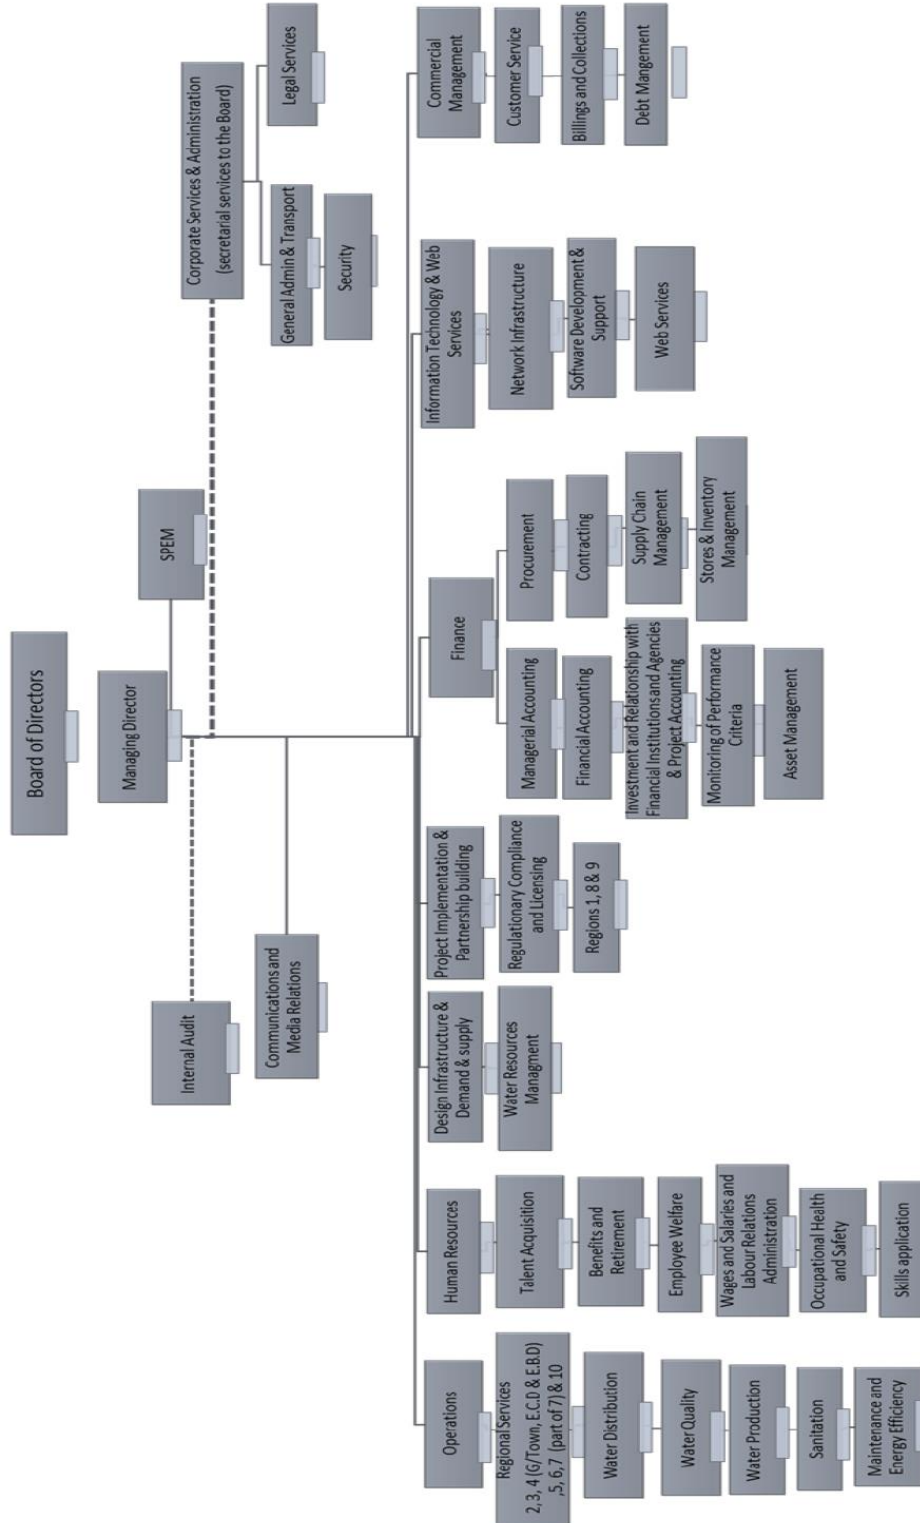 Board of Directors
Managing Director
SPEM
Internal Audit
Corporate Services & Administration
(secretarial services to the Board)
Communications and
Media Relations
General Admin & Transport
Security
Legal Services
Operations
Regional Services
2,3, 4 (G/Town, E.C.D & E.B.D)
,5, 6,7 (part of 7) & 10
Water Distribution
Water Quality
Water Production
Sanitation
Maintenance and
Energy Efficiency
Human Resources
Talent Acquisition
Benefits and
Retirement
Employee Welfare
Wages and Salaries and
Labour Relations
Administration
Occupational Health
and Safety
Skills application
Design Infrastructure &
Demand & supply
Water Resources
Managment
Project Implementation &
Partnership building
Regulationary Compliance
and Licensing
Regions 1, 8 & 9
Finance
Managerial Accounting
Financial Accounting
Investment and Relationship with
Financial Institutions and Agencies
& Project Accounting
Monitoring of Performance
Criteria
Asset Management
Procurement
Contracting
Supply Chain
Management
Stores & Inventory
Management
Information Technology & Web
Services
Network Infrastructure
Software Development &
Support
Web Services
Commercial
Management
Customer Service
Billings and Collections
Debt Mangement